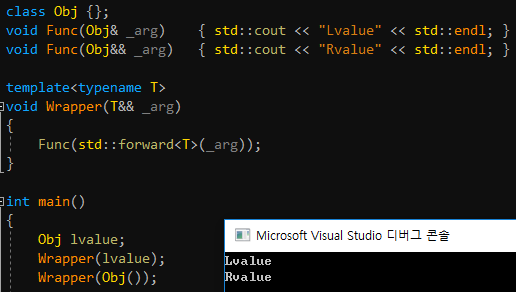 class Obj {};
void Func(Obj& _arg)    { std::cout << "Lvalue" << std::endl; }
void Func(Obj&& _arg)   { std::cout << "Rvalue" << std::endl; }
template<typename T>
void Wrapper(T&& _arg)
{
    Func(std::forward<T>(_arg));
}
int main()
{
    Obj lvalue;
    Wrapper(lvalue);
    Wrapper(Obj());
Microsoft Visual Studio 디버그 콘솔
Lvalue
Rvalue